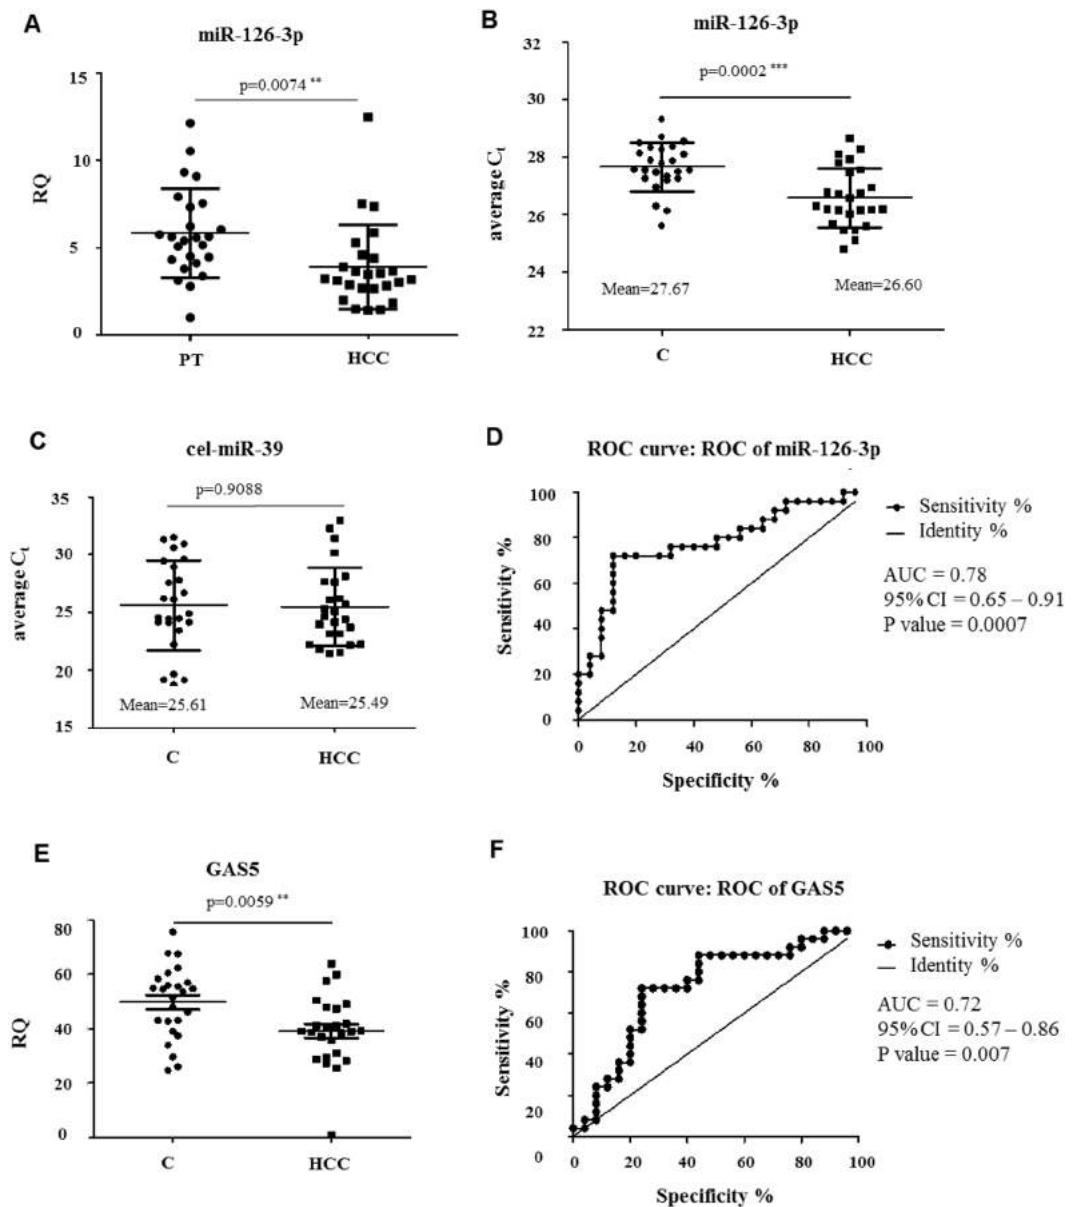 A
miR-126-3p
p=0.0074 **
15
10
5
0
RQ
PT
HCC
B
miR-126-3p
p=0.0002 ***
32
30
28
26
24
22
average Ct
Mean=27.67
Mean=26.60
C
HCC
C
cel-miR-39
p=0.9088
35
30
25
20
15
average Ct
Mean=25.61
Mean=25.49
C
HCC
D
ROC curve: ROC of miR-126-3p
100
80
60
40
20
0
Sensitivity %
0 20 40 60 80 100
Specificity %
Sensitivity %
Identity %
AUC = 0.78
95%CI = 0.65 – 0.91
P value = 0.0007
E
GAS5
p=0.0059 **
80
60
40
20
0
RQ
C
HCC
F
ROC curve: ROC of GAS5
100
80
60
40
20
0
Sensitivity %
0 20 40 60 80 100
Specificity %
Sensitivity %
Identity %
AUC = 0.72
95%CI = 0.57 – 0.86
P value = 0.007